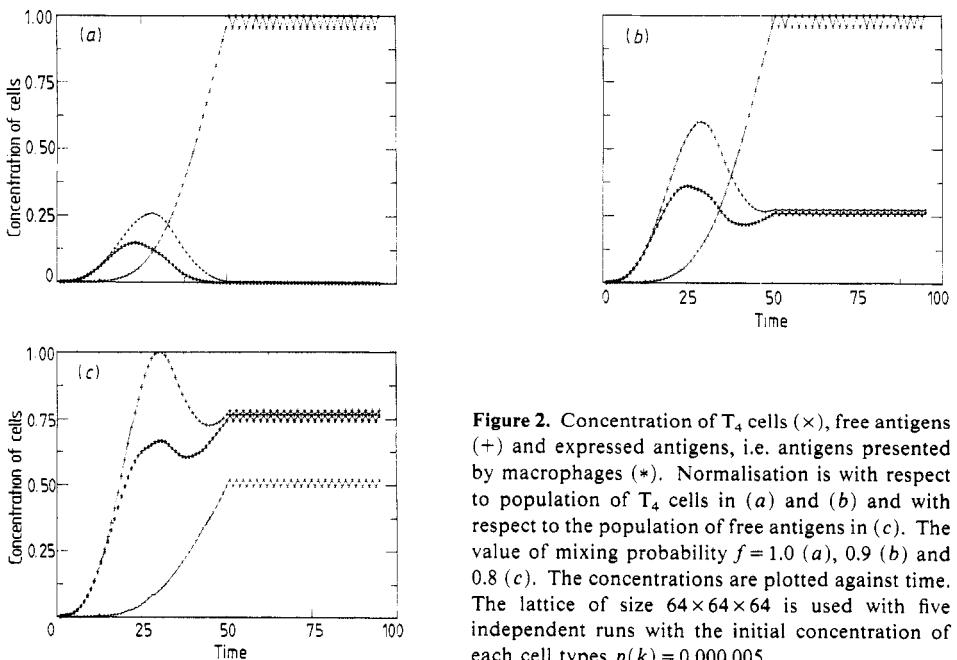 1.00
(a)
0.75
0.50
0.25
0
Concentration of cells
(b)
0
25
50
75
100
Time
1.00
(c)
0.75
0.50
0.25
0
25
50
75
100
Concentration of cells
Time
Figure 2. Concentration of T₄ cells (×), free antigens
(+) and expressed antigens, i.e. antigens presented
by macrophages (*). Normalisation is with respect
to population of T₄ cells in (a) and (b) and with
respect to the population of free antigens in (c). The
value of mixing probability f = 1.0 (a), 0.9 (b) and
0.8 (c). The concentrations are plotted against time.
The lattice of size 64×64×64 is used with five
independent runs with the initial concentration of
each cell types p(k) = 0.000 005.